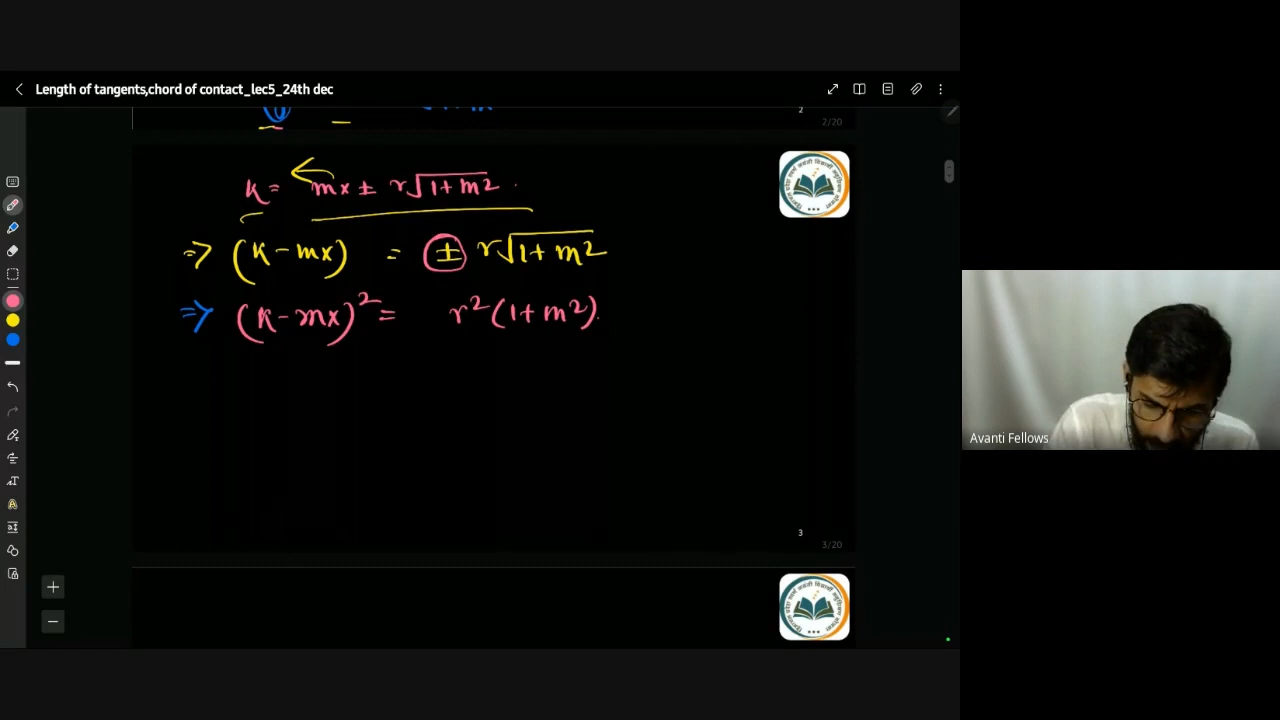 Length of tangents,chord of contact_lec5_24th dec
2
2/20
K = mx ± r√1+m2
=> (K - mx) = ± r√1+m2
=> (K - mx)² = r²(1+m²).
Avanti Fellows
3
3/20